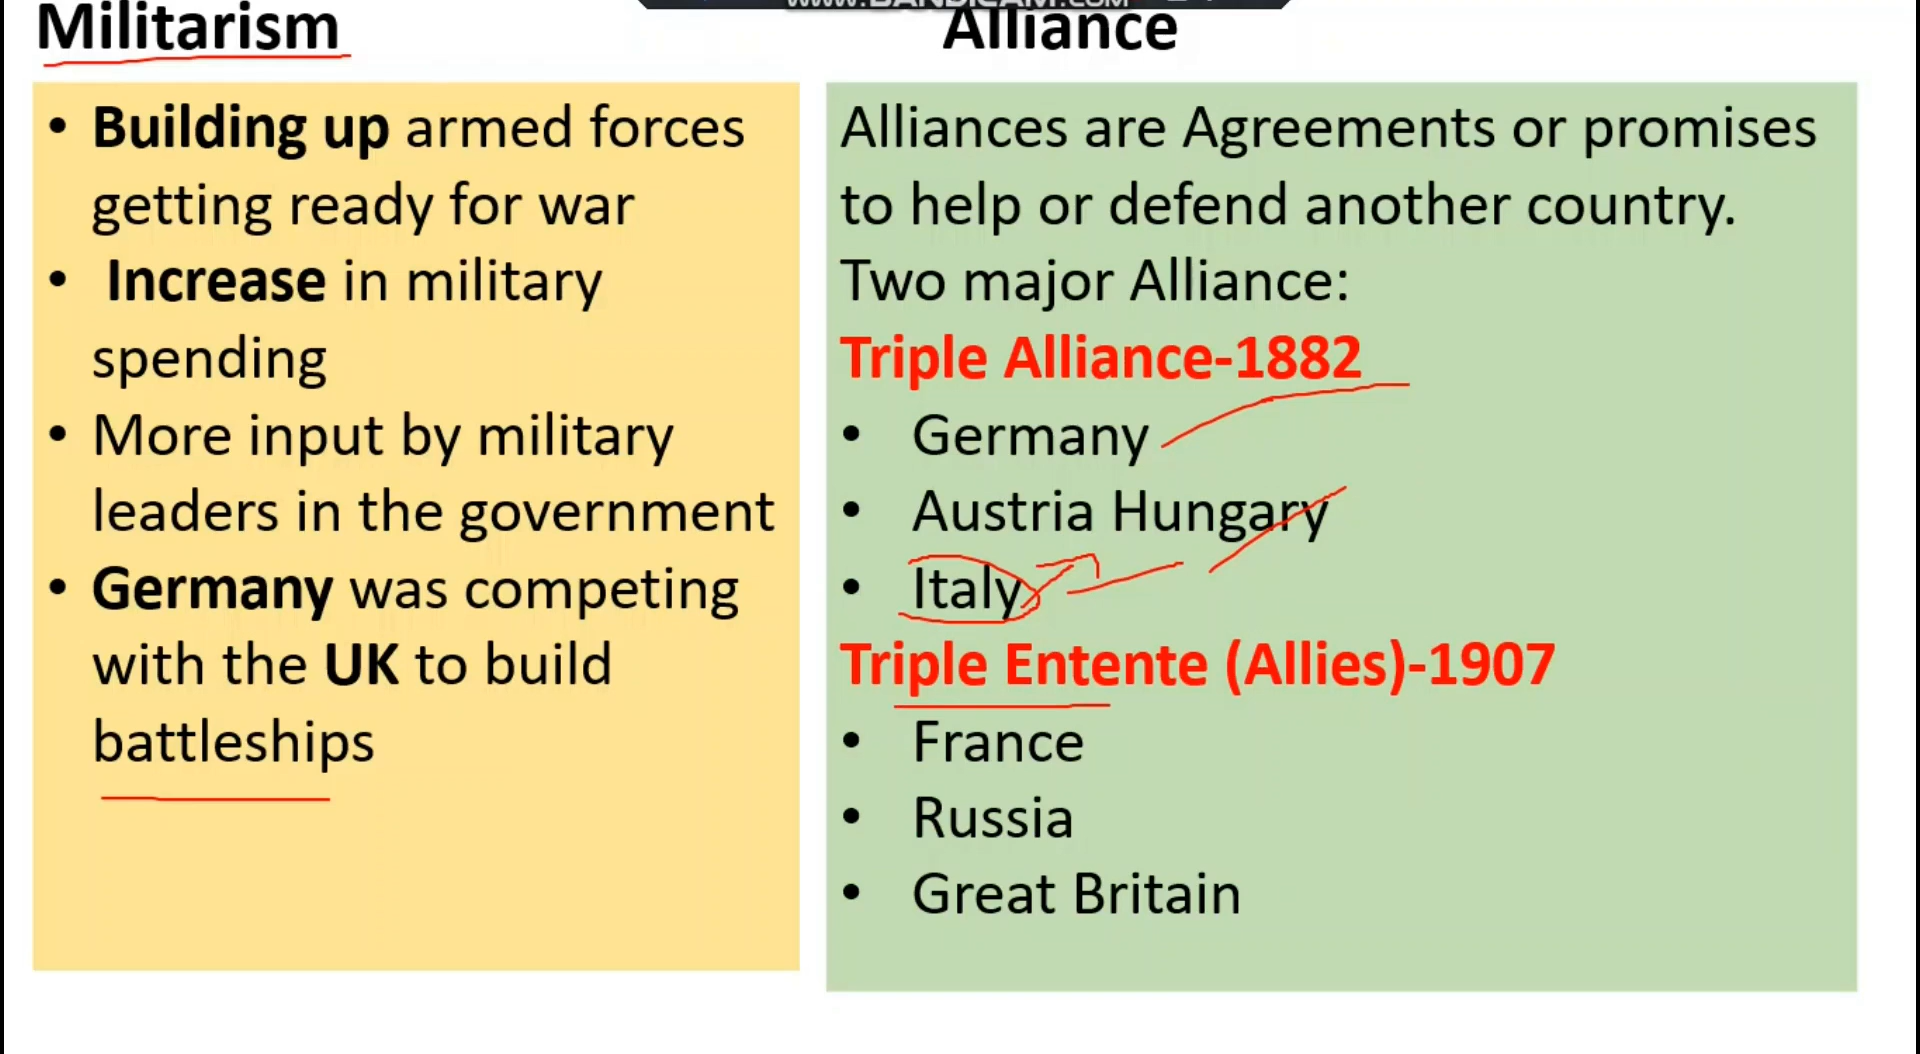 WWW.BANDICAM.COM
Militarism
Alliance
• Building up armed forces
getting ready for war
• Increase in military
spending
• More input by military
leaders in the government
• Germany was competing
with the UK to build
battleships
Alliances are Agreements or promises
to help or defend another country.
Two major Alliance:
Triple Alliance-1882
• Germany
• Austria Hungary
• Italy
Triple Entente (Allies)-1907
• France
• Russia
• Great Britain